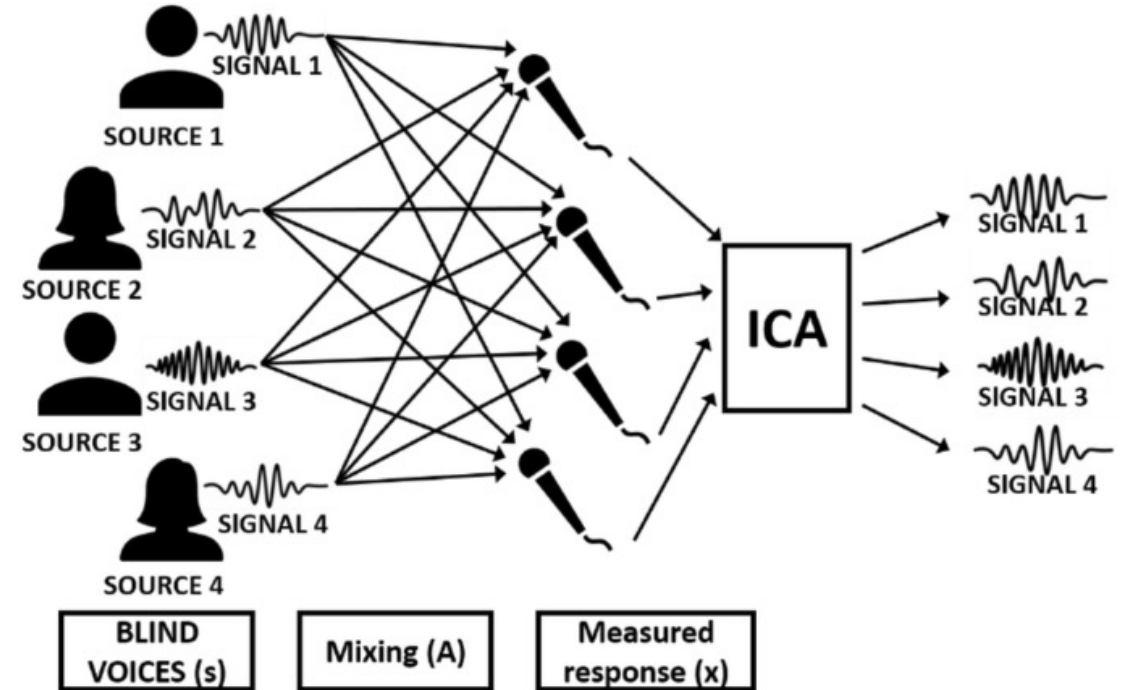 SIGNAL 1
SOURCE 1
SIGNAL 2
SOURCE 2
SIGNAL 3
SOURCE 3
SIGNAL 4
SOURCE 4
ICA
SIGNAL 1
SIGNAL 2
SIGNAL 3
SIGNAL 4
BLIND
VOICES (s)
Mixing (A)
Measured
response (x)